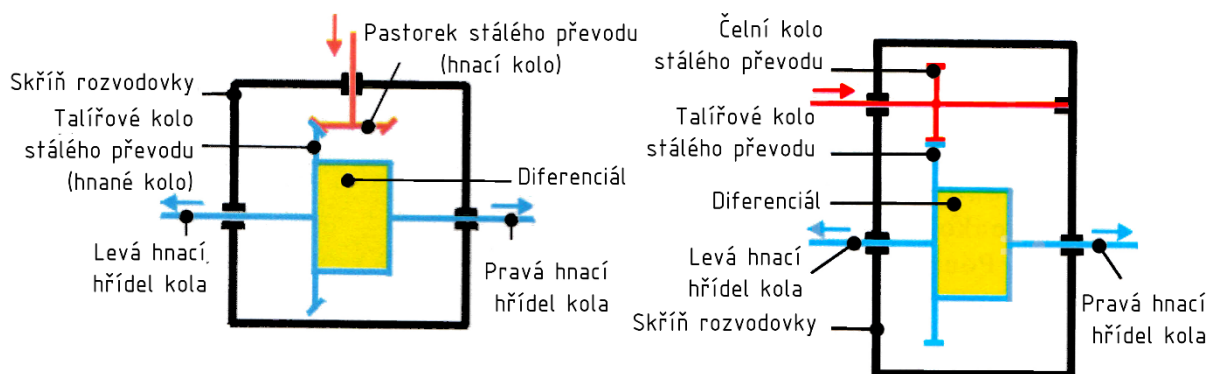 Pastorek stálého převodu
(hnací kolo)
Skříň rozvodovky
Talířové kolo
stálého převodu
(hnané kolo)
Diferenciál
Levá hnací
hřídel kola
Pravá hnací
hřídel kola
Čelní kolo
stálého převodu
Talířové kolo
stálého převodu
Diferenciál
Levá hnací
hřídel kola
Skříň rozvodovky
Pravá hnací
hřídel kola